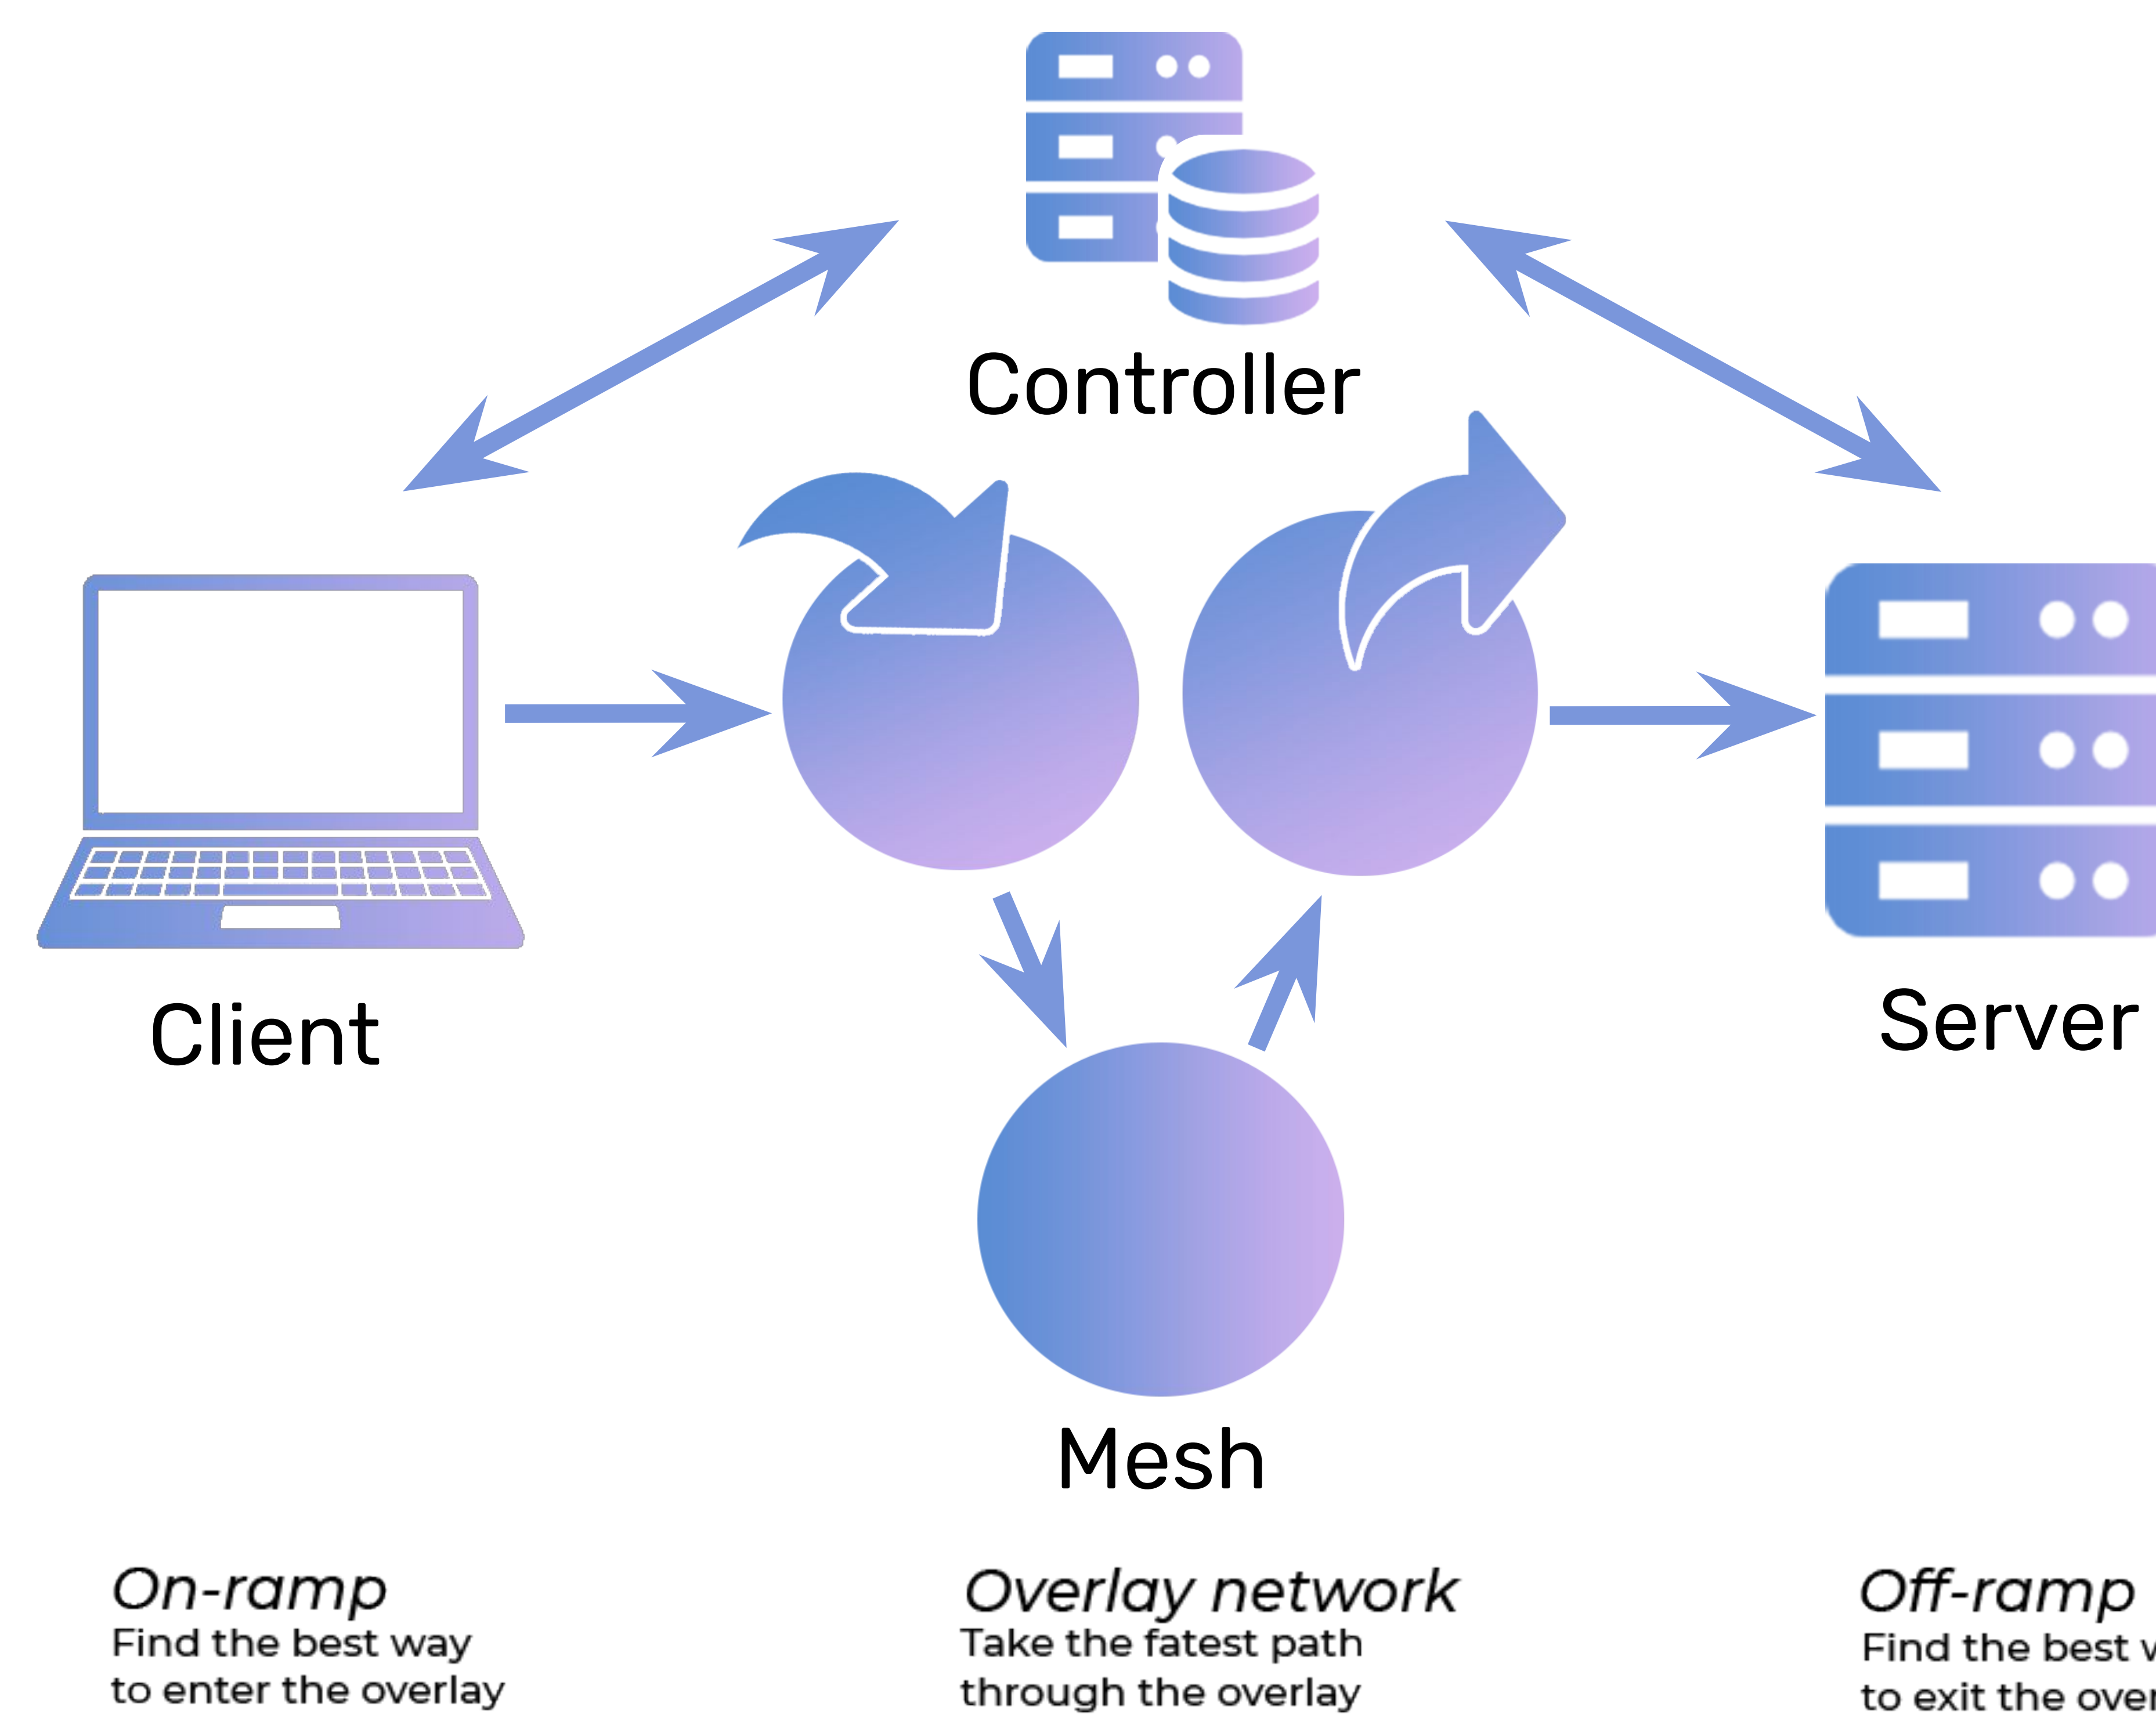 Controller
Client
Server
Mesh
On-ramp
Find the best way
to enter the overlay
Overlay network
Take the fatest path
through the overlay
Off-ramp
Find the best
to exit the